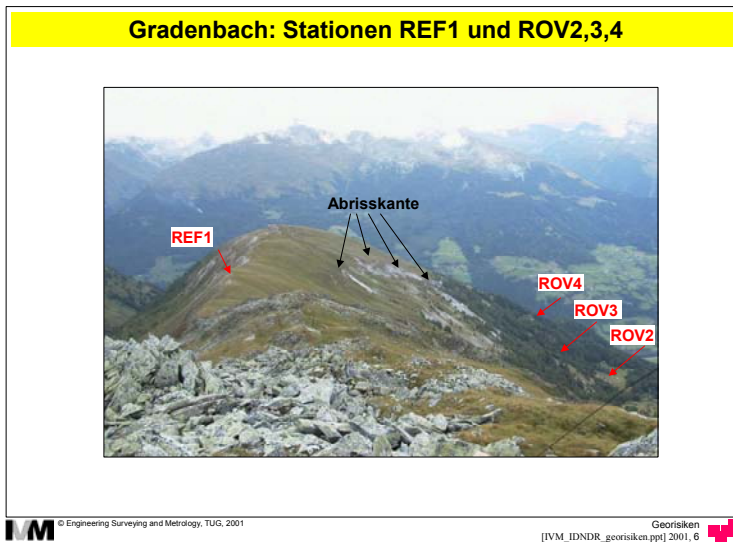 Gradenbach: Stationen REF1 und ROV2,3,4
Abrisskante
REF1
ROV4
ROV3
ROV2
IVM
© Engineering Surveying and Metrology, TUG, 2001
Georisiken
[IVM_IDNDR_georisiken.ppt] 2001, 6